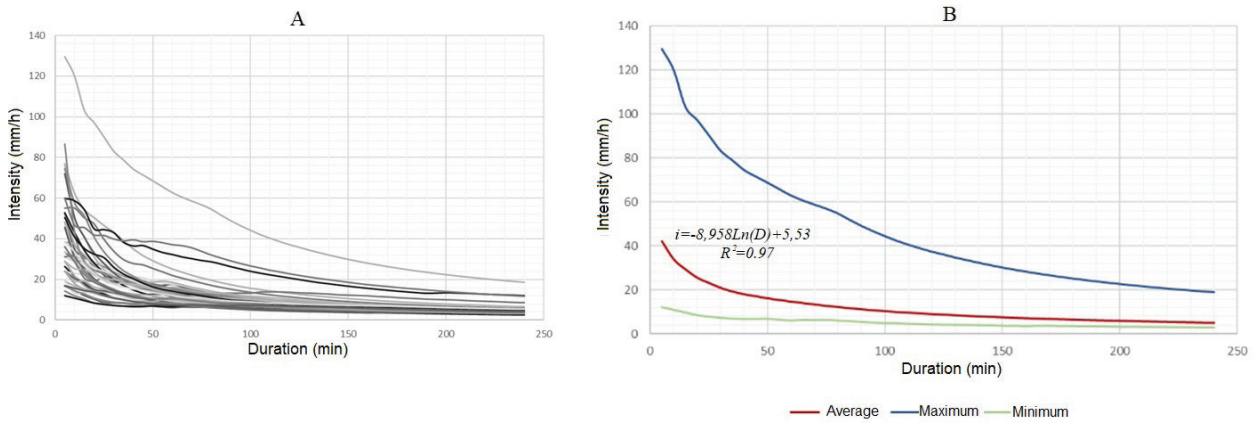 A
140
120
100
80
60
40
20
0
Intensity (mm/h)
0 50 100 150 200 250
Duration (min)
B
140
120
100
80
60
40
20
0
Intensity (mm/h)
i=-8,958Ln(D)+5,53
R²=0.97
0 50 100 150 200 250
Duration (min)
Average Maximum Minimum